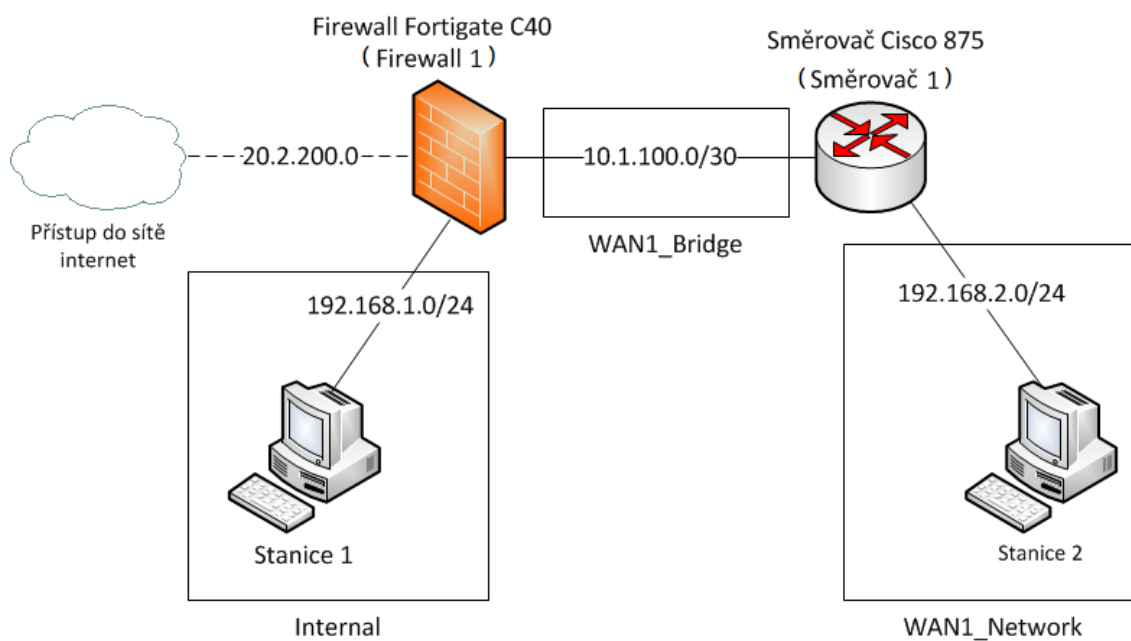 Firewall Fortigate C40
( Firewall 1 )
Směrovač Cisco 875
( Směrovač 1 )
20.2.200.0
10.1.100.0/30
Přístup do sítě
internet
WAN1_Bridge
192.168.1.0/24
192.168.2.0/24
Stanice 1
Stanice 2
Internal
WAN1_Network